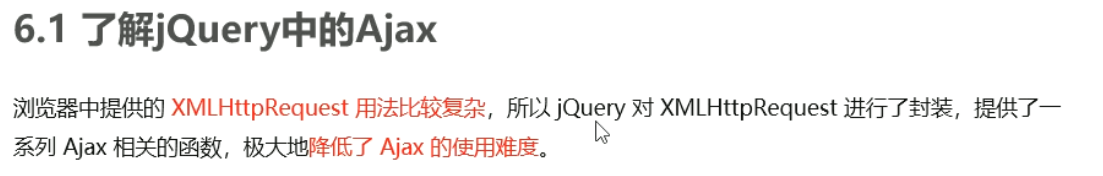 6.1 了解jQuery中的Ajax
浏览器中提供的 XMLHttpRequest 用法比较复杂，所以 jQuery 对 XMLHttpRequest 进行了封装，提供了一
系列 Ajax 相关的函数，极大地降低了 Ajax 的使用难度。